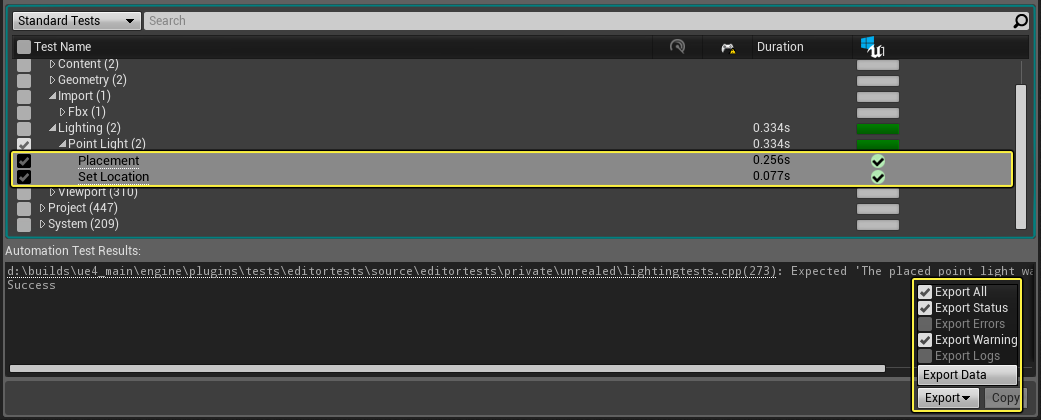 Standard Tests Search
Test Name Duration
Content (2)
Geometry (2)
Import (1)
Fbx (1)
Lighting (2) 0.334s
Point Light (2) 0.334s
Placement 0.256s
Set Location 0.077s
Viewport (310)
Project (447)
System (209)
Automation Test Results:
d:\builds\ue4_main\engine\plugins\tests\editortests\source\editortests\private\unrealed\lightingtests.cpp(273): Expected 'The placed point light wa
Success
Export All
Export Status
Export Errors
Export Warning
Export Logs
Export Data
Export Copy